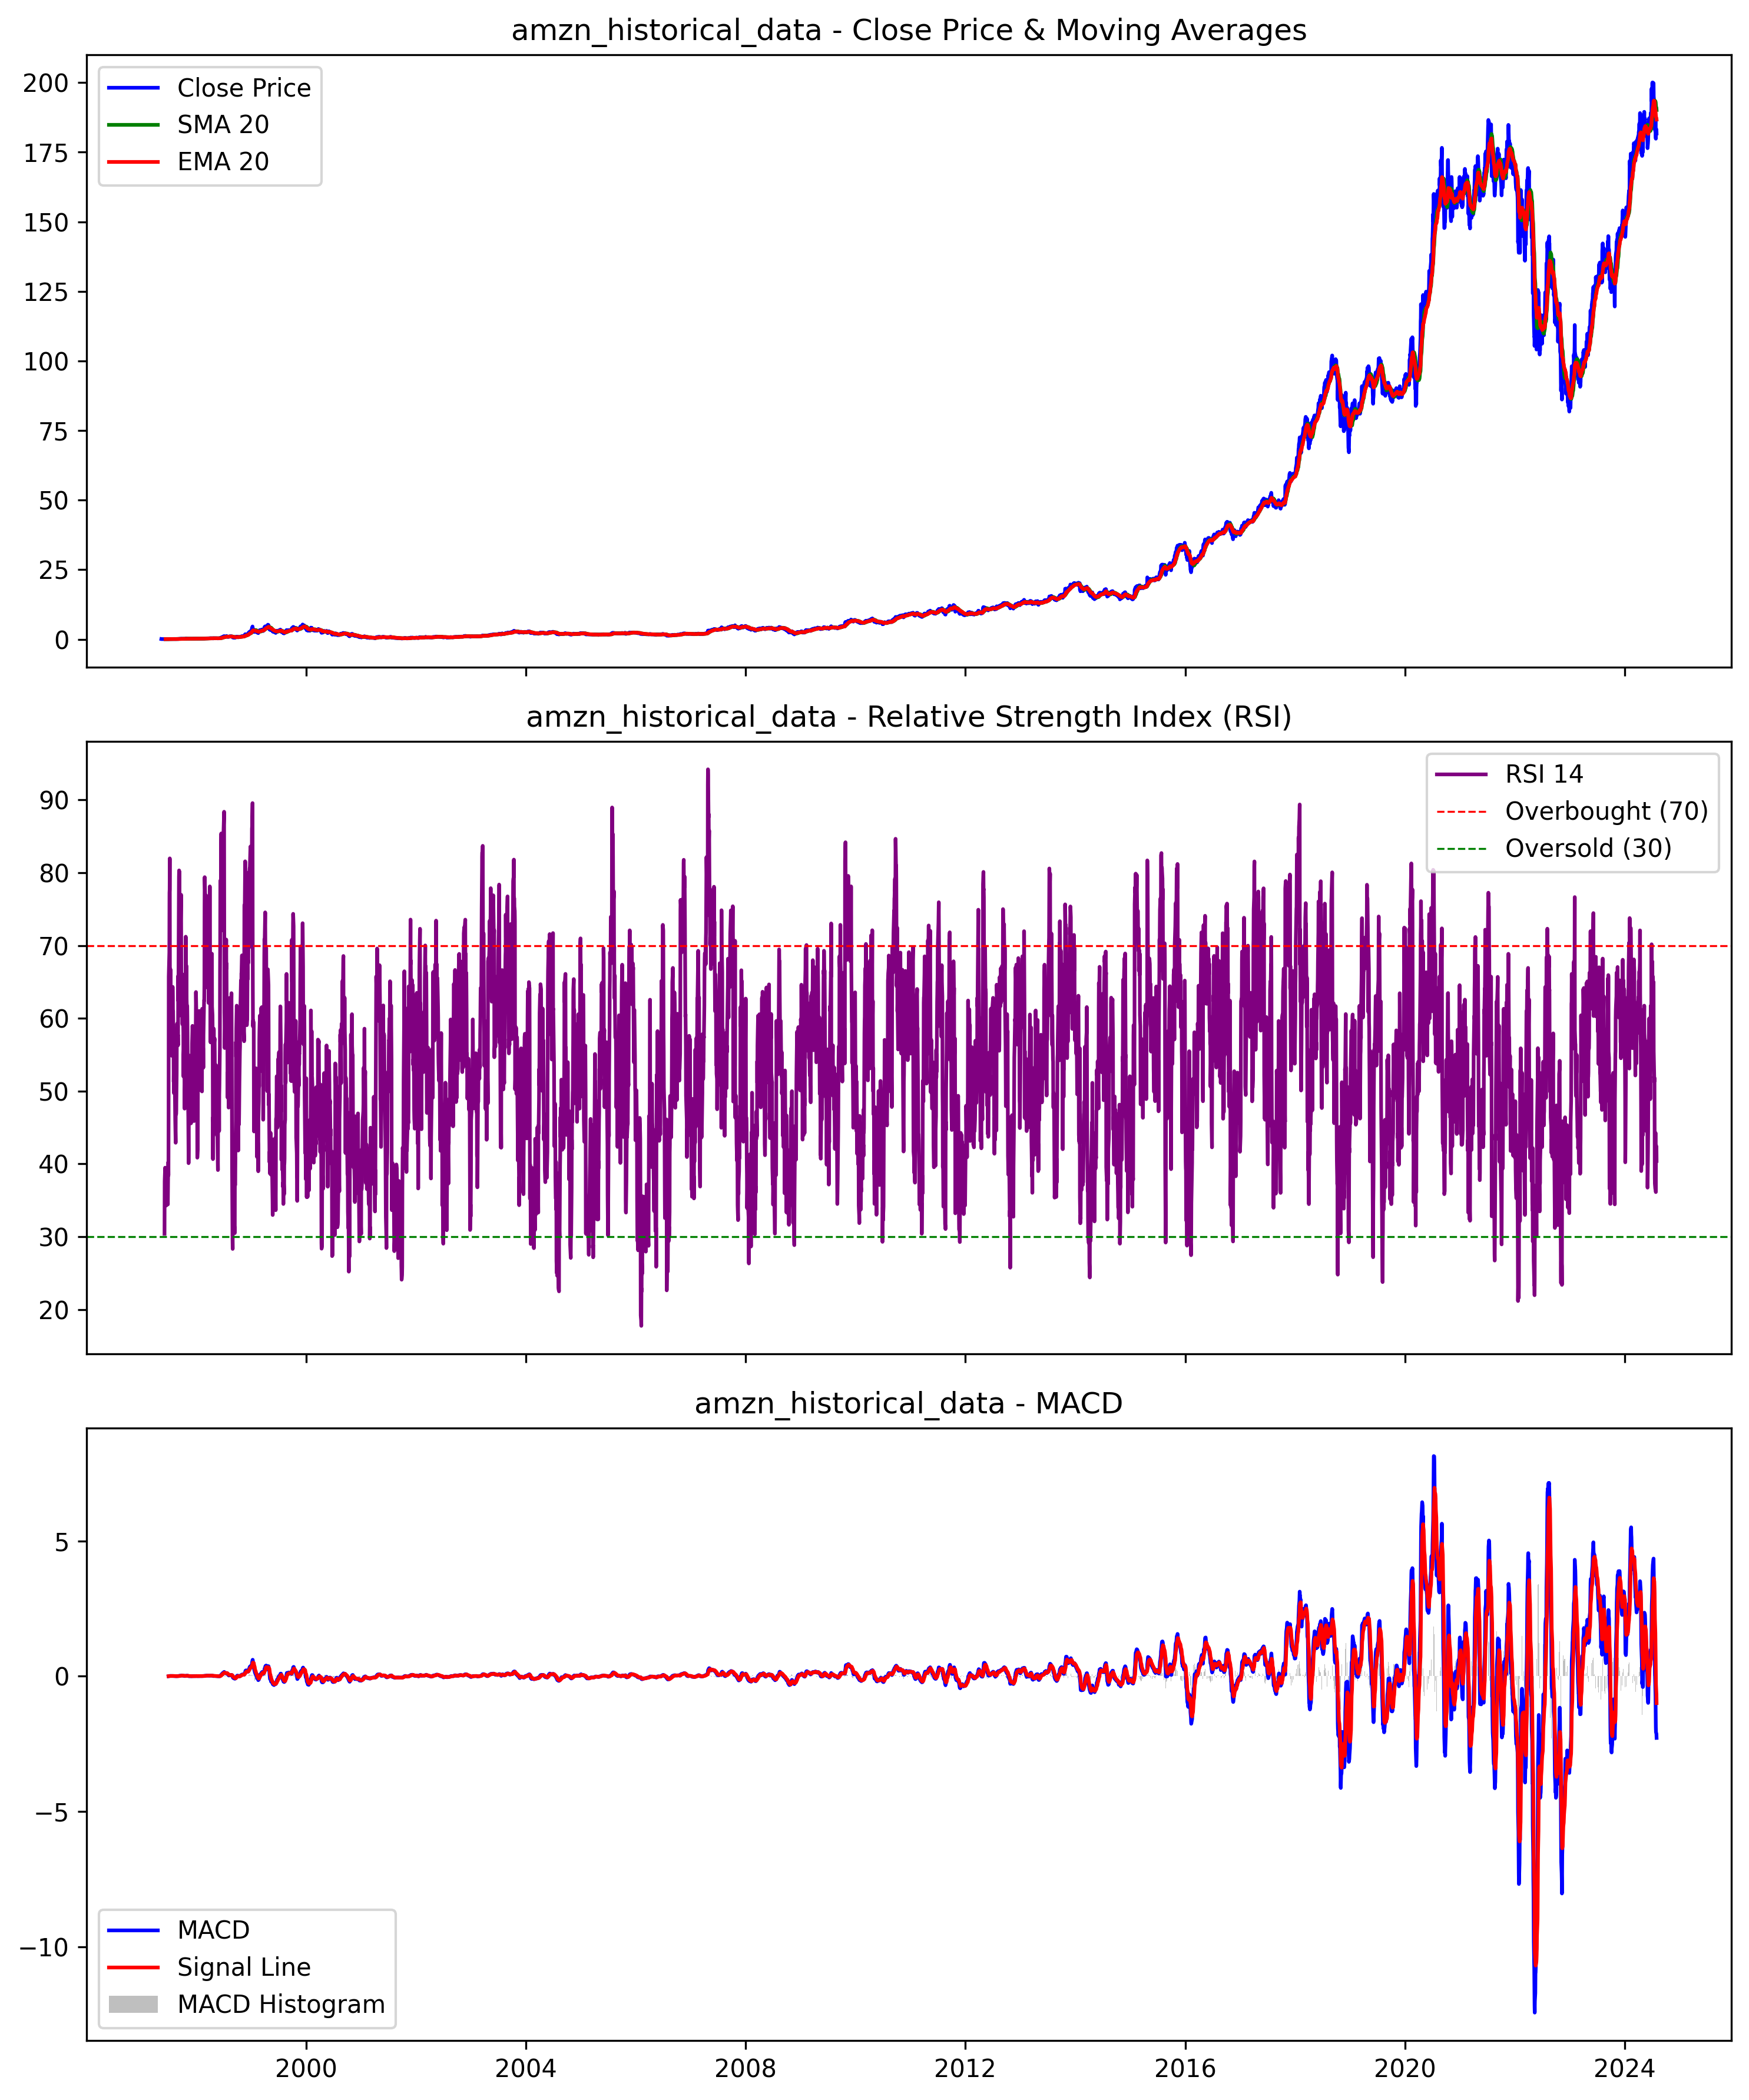 amzn_historical_data - Close Price & Moving Averages
Close Price
SMA 20
EMA 20
200
175
150
125
100
75
50
25
0
amzn_historical_data - Relative Strength Index (RSI)
RSI 14
Overbought (70)
Oversold (30)
90
80
70
60
50
40
30
20
amzn_historical_data - MACD
5
0
−5
−10
MACD
Signal Line
MACD Histogram
2000 2004 2008 2012 2016 2020 2024